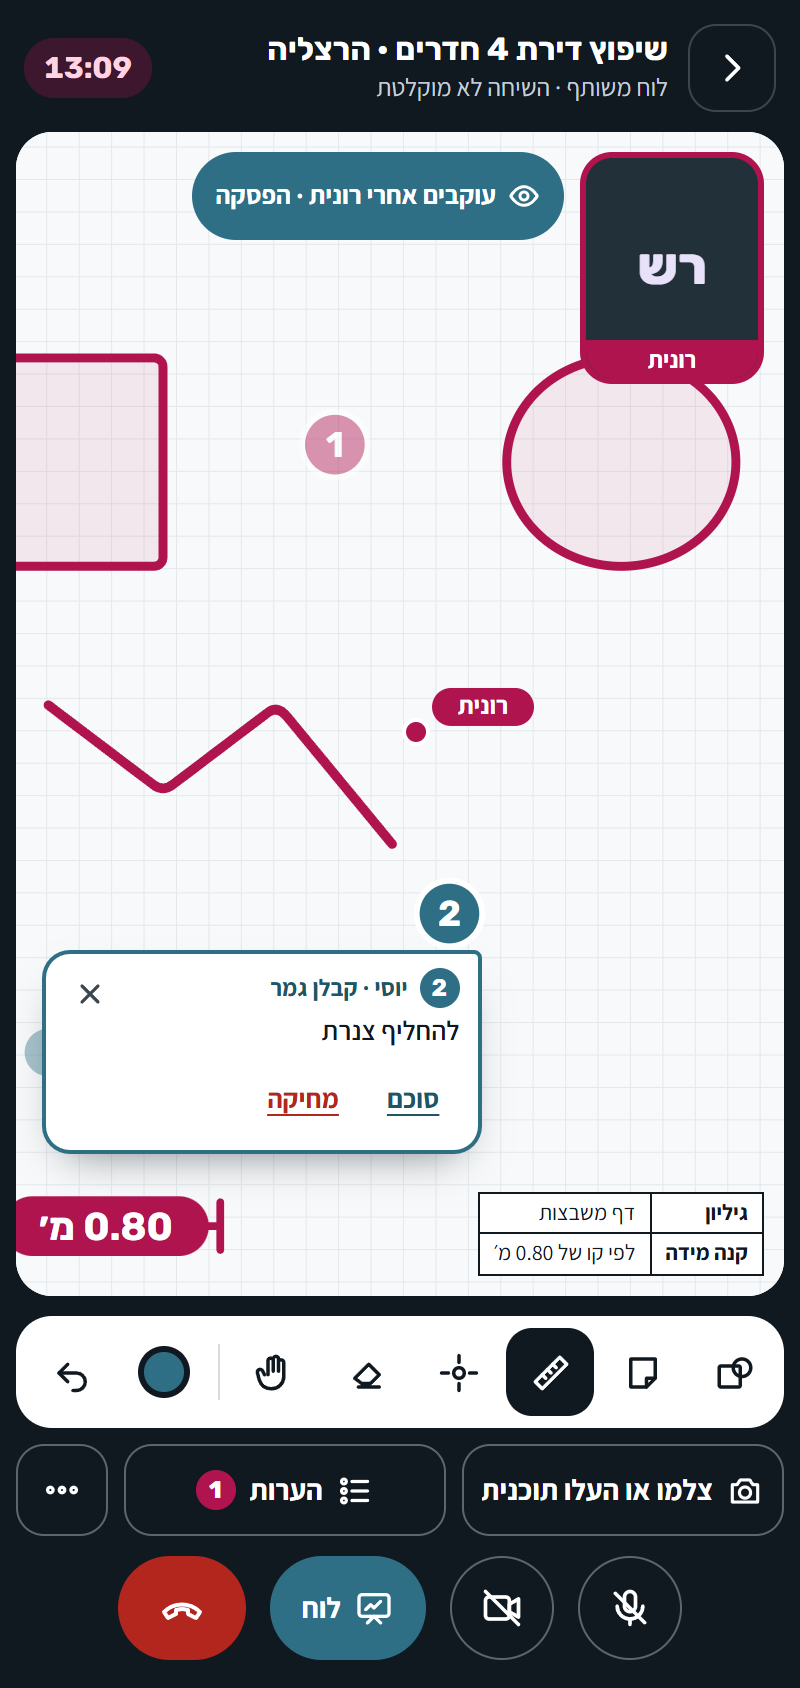 שיפוץ דירת 4 חדרים • הרצליה
לוח משותף · השיחה לא מוקלטת
13:09
עוקבים אחרי רונית · הפסקה
רש
רונית
1
רונית
2
2 יוסי · קבלן גמר
להחליף צנרת
סוכם
מחיקה
0.80 מ׳
גיליון דף משבצות
קנה מידה לפי קו של 0.80 מ׳
צלמו או העלו תוכנית
הערות 1
לוח